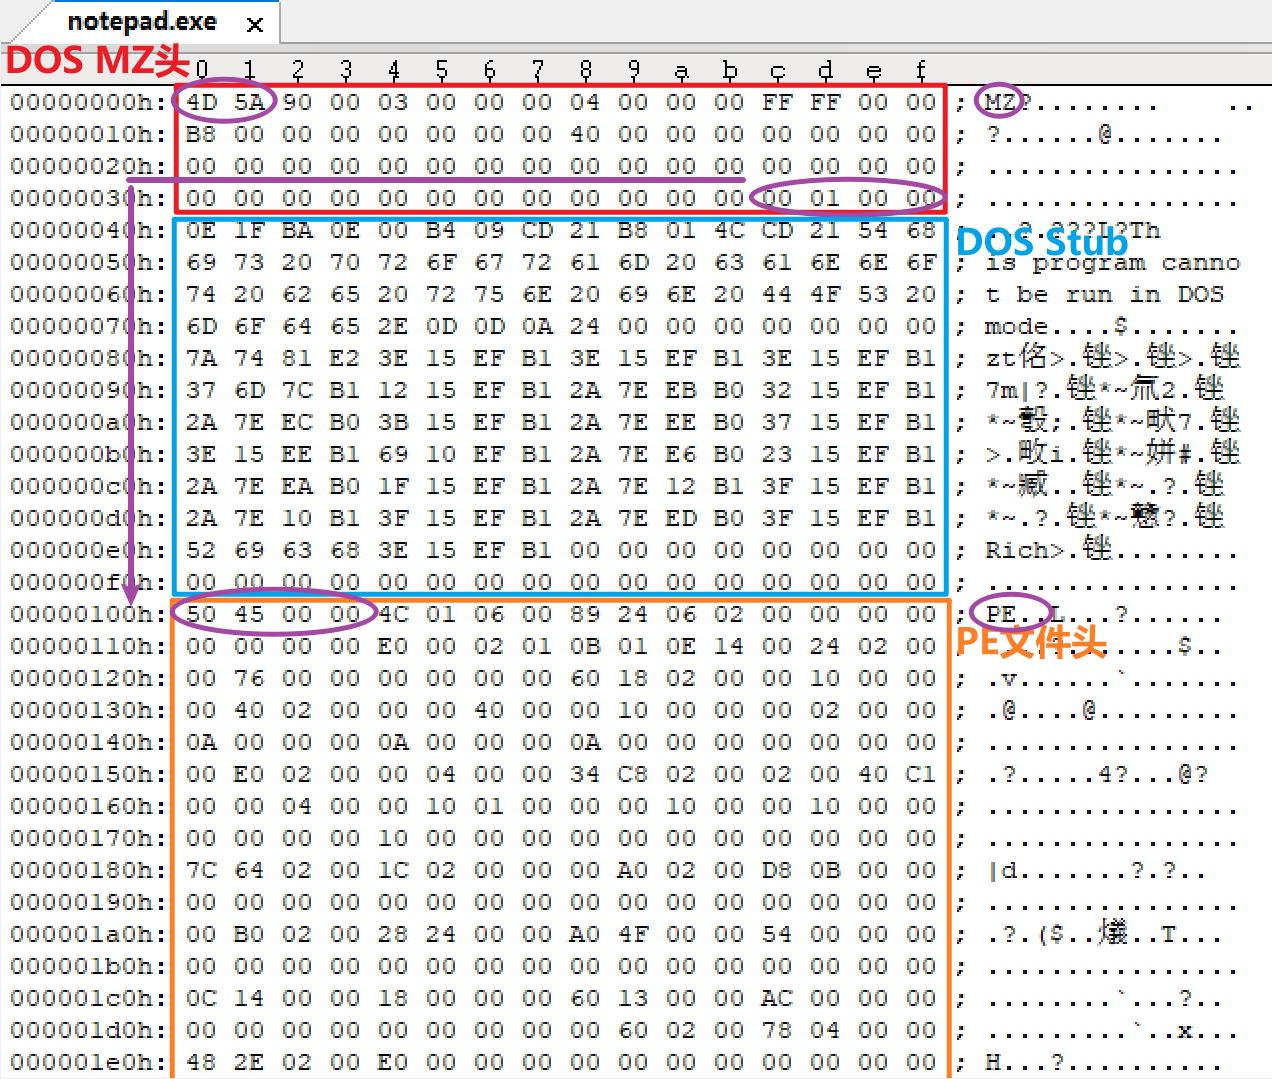 notepad.exe ×
DOS MZ头
0 1 2 3 4 5 6 7 8 9 a b c d e f
00000000h: 4D 5A 90 00 03 00 00 00 04 00 00 00 FF FF 00 00 ; MZ?........ ..
00000010h: B8 00 00 00 00 00 00 00 40 00 00 00 00 00 00 00 ; ?......@.......
00000020h: 00 00 00 00 00 00 00 00 00 00 00 00 00 00 00 00 ; ................
00000030h: 00 00 00 00 00 00 00 00 00 00 00 00 00 01 00 00 ; ................
00000040h: 0E 1F BA 0E 00 B4 09 CD 21 B8 01 4C CD 21 54 68 ; ..?.???L?Th
DOS Stub
00000050h: 69 73 20 70 72 6F 67 72 61 6D 20 63 61 6E 6E 6F ; is program canno
00000060h: 74 20 62 65 20 72 75 6E 20 69 6E 20 44 4F 53 20 ; t be run in DOS
00000070h: 6D 6F 64 65 2E 0D 0D 0A 24 00 00 00 00 00 00 00 ; mode....$.......
00000080h: 7A 74 81 E2 3E 15 EF B1 3E 15 EF B1 3E 15 EF B1 ; zt佲>.锉>.锉>.锉
00000090h: 37 6D 7C B1 12 15 EF B1 2A 7E EB B0 32 15 EF B1 ; 7m|?.锉*~氚2.锉
000000a0h: 2A 7E EC B0 3B 15 EF B1 2A 7E EE B0 37 15 EF B1 ; *~彀;.锉*~畎7.锉
000000b0h: 3E 15 EE B1 69 10 EF B1 2A 7E E6 B0 23 15 EF B1 ; >.畋i.锉*~姘#.锉
000000c0h: 2A 7E EA B0 1F 15 EF B1 2A 7E 12 B1 3F 15 EF B1 ; *~臧..锉*~.?.锉
000000d0h: 2A 7E 10 B1 3F 15 EF B1 2A 7E ED B0 3F 15 EF B1 ; *~.?.锉*~戆?.锉
000000e0h: 52 69 63 68 3E 15 EF B1 00 00 00 00 00 00 00 00 ; Rich>.锉........
000000f0h: 00 00 00 00 00 00 00 00 00 00 00 00 00 00 00 00 ; ................
00000100h: 50 45 00 00 4C 01 06 00 89 24 06 02 00 00 00 00 ; PE..L...?......
00000110h: 00 00 00 00 E0 00 02 01 0B 01 0E 14 00 24 02 00 ; ....?........$..
PE文件头
00000120h: 00 76 00 00 00 00 00 00 60 18 02 00 00 10 00 00 ; .v......`.......
00000130h: 00 40 02 00 00 00 40 00 00 10 00 00 00 02 00 00 ; .@....@.........
00000140h: 0A 00 00 00 0A 00 00 00 0A 00 00 00 00 00 00 00 ; ................
00000150h: 00 E0 02 00 00 04 00 00 34 C8 02 00 02 00 40 C1 ; .?.....4?...@?
00000160h: 00 00 04 00 00 10 01 00 00 00 10 00 00 10 00 00 ; ................
00000170h: 00 00 00 00 10 00 00 00 00 00 00 00 00 00 00 00 ; ................
00000180h: 7C 64 02 00 1C 02 00 00 00 A0 02 00 D8 0B 00 00 ; |d.......?.?..
00000190h: 00 00 00 00 00 00 00 00 00 00 00 00 00 00 00 00 ; ................
000001a0h: 00 B0 02 00 28 24 00 00 A0 4F 00 00 54 00 00 00 ; .?.($..燨..T...
000001b0h: 00 00 00 00 00 00 00 00 00 00 00 00 00 00 00 00 ; ................
000001c0h: 0C 14 00 00 18 00 00 00 60 13 00 00 AC 00 00 00 ; ........`...?..
000001d0h: 00 00 00 00 00 00 00 00 00 60 02 00 78 04 00 00 ; .........`..x...
000001e0h: 48 2E 02 00 E0 00 00 00 00 00 00 00 00 00 00 00 ; H...?..........